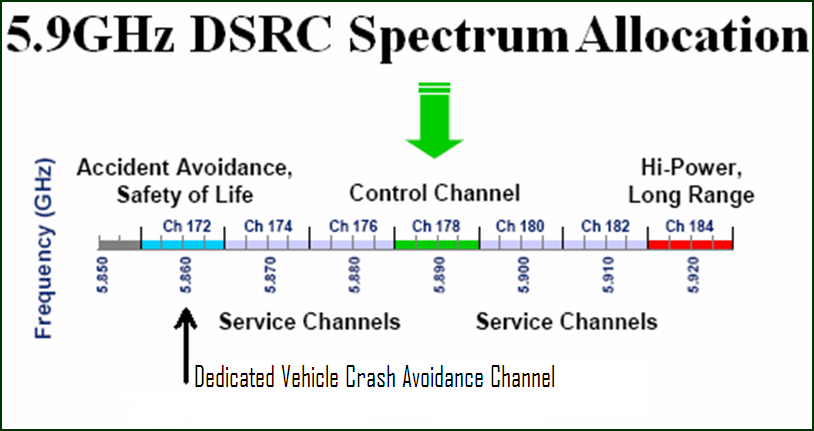 5.9GHz DSRC Spectrum Allocation
Accident Avoidance,
Safety of Life
Control Channel
Hi-Power,
Long Range
Frequency (GHz)
Ch 172 Ch 174 Ch 176 Ch 178 Ch 180 Ch 182 Ch 184
5.850 5.860 5.870 5.880 5.890 5.900 5.910 5.920
Service Channels Service Channels
Dedicated Vehicle Crash Avoidance Channel